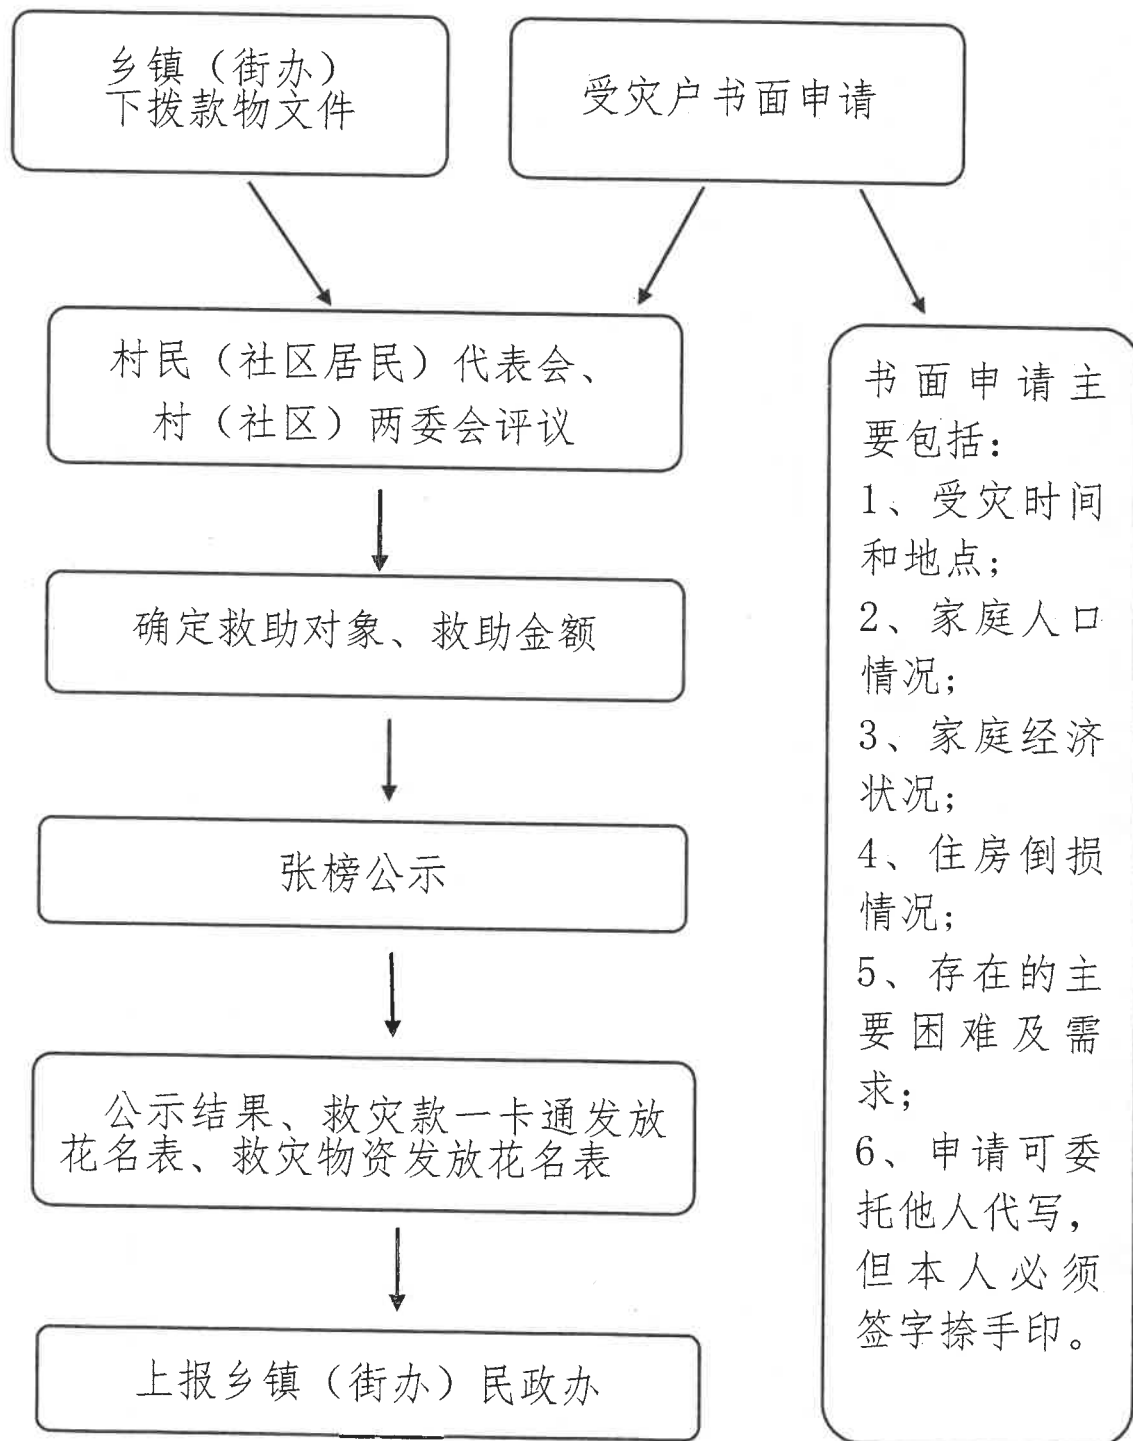 乡镇（街办）
下拨款物文件
受灾户书面申请
村民（社区居民）代表会、
村（社区）两委会评议
确定救助对象、救助金额
张榜公示
公示结果、救灾款一卡通发放
花名表、救灾物资发放花名表
上报乡镇（街办）民政办
书面申请主
要包括：
1、受灾时间
和地点；
2、家庭人口
情况；
3、家庭经济
状况；
4、住房倒损
情况；
5、存在的主
要困难及需
求；
6、申请可委
托他人代写，
但本人必须
签字捺手印。